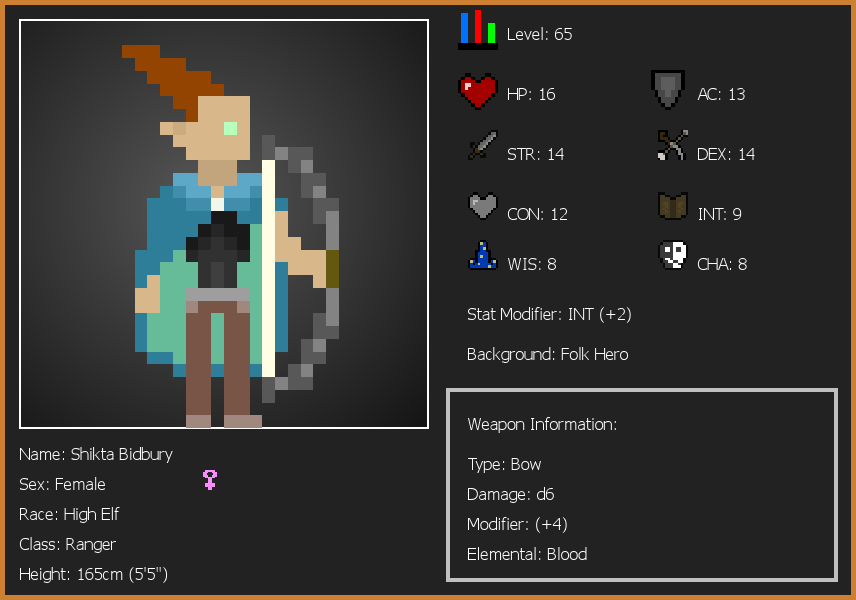 Level: 65
HP: 16
AC: 13
STR: 14
DEX: 14
CON: 12
INT: 9
WIS: 8
CHA: 8
Stat Modifier: INT (+2)
Background: Folk Hero
Weapon Information:
Type: Bow
Damage: d6
Modifier: (+4)
Elemental: Blood
Name: Shikta Bidbury
Sex: Female
Race: High Elf
Class: Ranger
Height: 165cm (5'5")